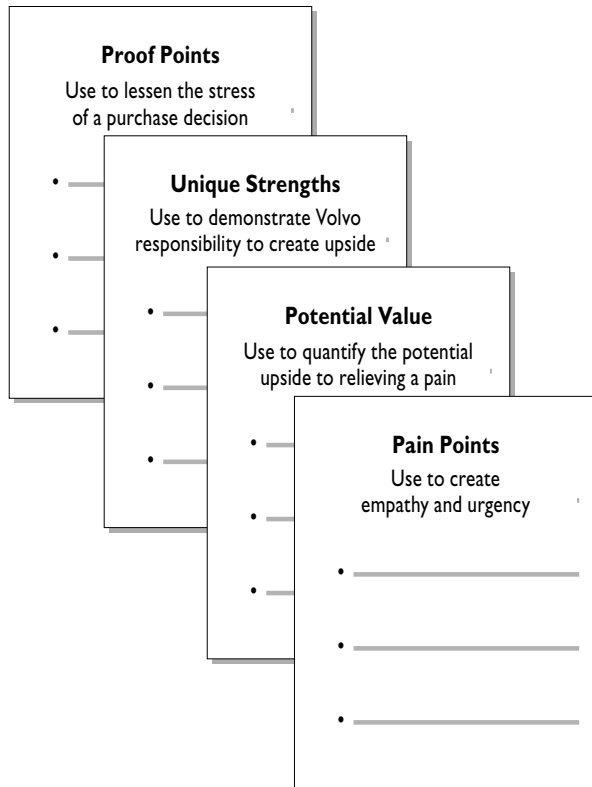 Proof Points
Use to lessen the stress
of a purchase decision
Unique Strengths
Use to demonstrate Volvo
responsibility to create upside
Potential Value
Use to quantify the potential
upside to relieving a pain
Pain Points
Use to create
empathy and urgency